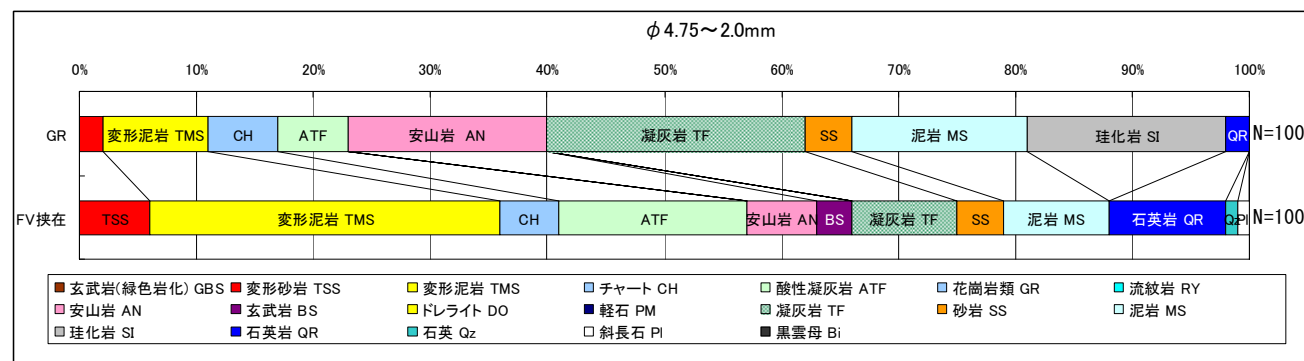 φ4.75～2.0mm
0% 10% 20% 30% 40% 50% 60% 70% 80% 90% 100%
GR 変形泥岩 TMS CH ATF 安山岩 AN 凝灰岩 TF SS 泥岩 MS 珪化岩 SI QR N=100
FV挟在 TSS 変形泥岩 TMS CH ATF 安山岩 AN BS 凝灰岩 TF SS 泥岩 MS 石英岩 QR Qz Pl N=100
玄武岩(緑色岩化) GBS 変形砂岩 TSS 変形泥岩 TMS チャート CH 酸性凝灰岩 ATF 花崗岩類 GR 流紋岩 RY
安山岩 AN 玄武岩 BS ドレライト DO 軽石 PM 凝灰岩 TF 砂岩 SS 泥岩 MS
珪化岩 SI 石英岩 QR 石英 Qz 斜長石 Pl 黒雲母 Bi